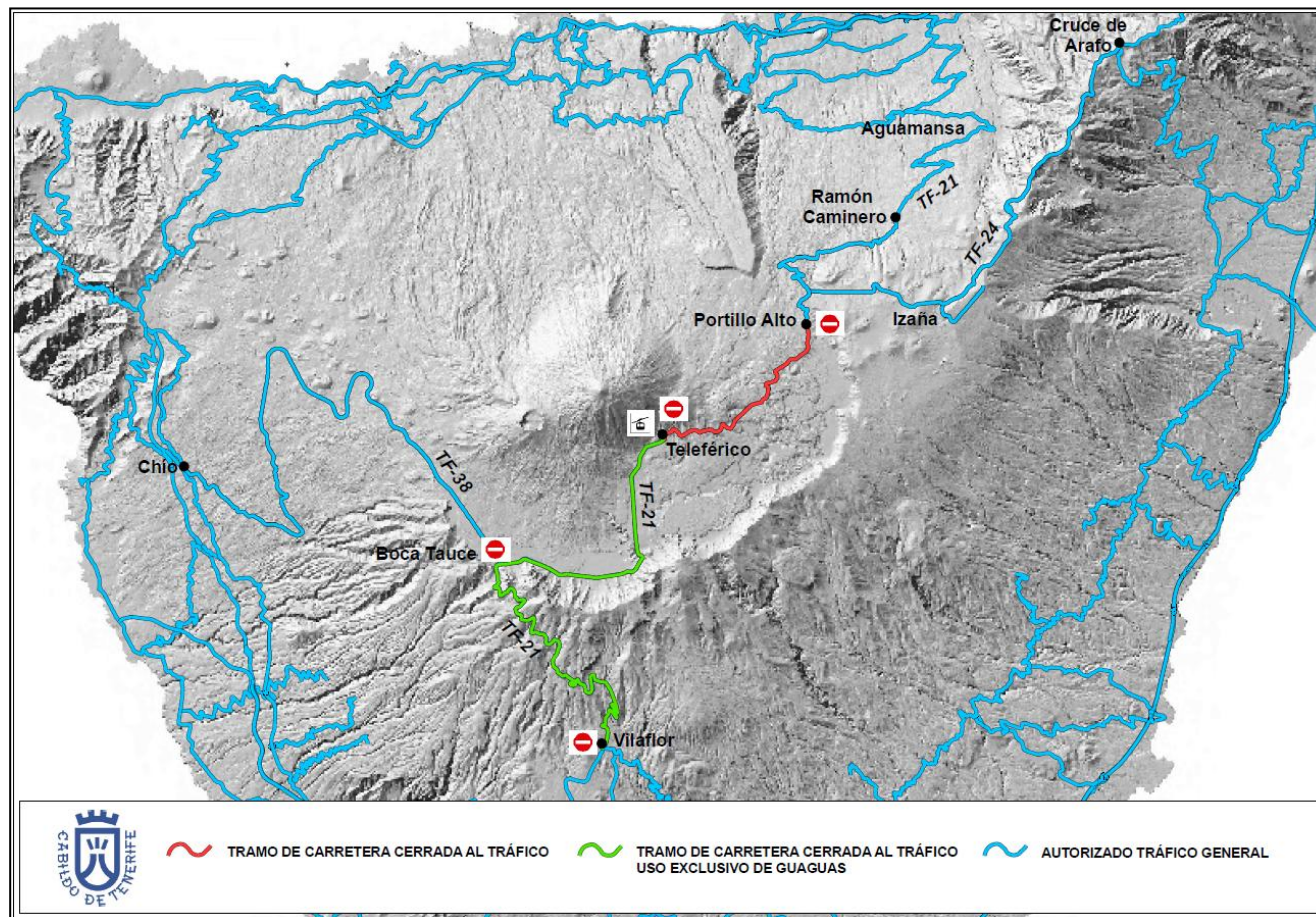 Cruce de
Arafo
Aguamansa
Ramón
Caminero
TF-21
TF-24
Portillo Alto
Izaña
Teleférico
Chío
TF-38
TF-21
Boca Tauce
TF-21
Vilaflor
CABILDO DE TENERIFE
TRAMO DE CARRETERA CERRADA AL TRÁFICO
TRAMO DE CARRETERA CERRADA AL TRÁFICO
USO EXCLUSIVO DE GUAGUAS
AUTORIZADO TRÁFICO GENERAL